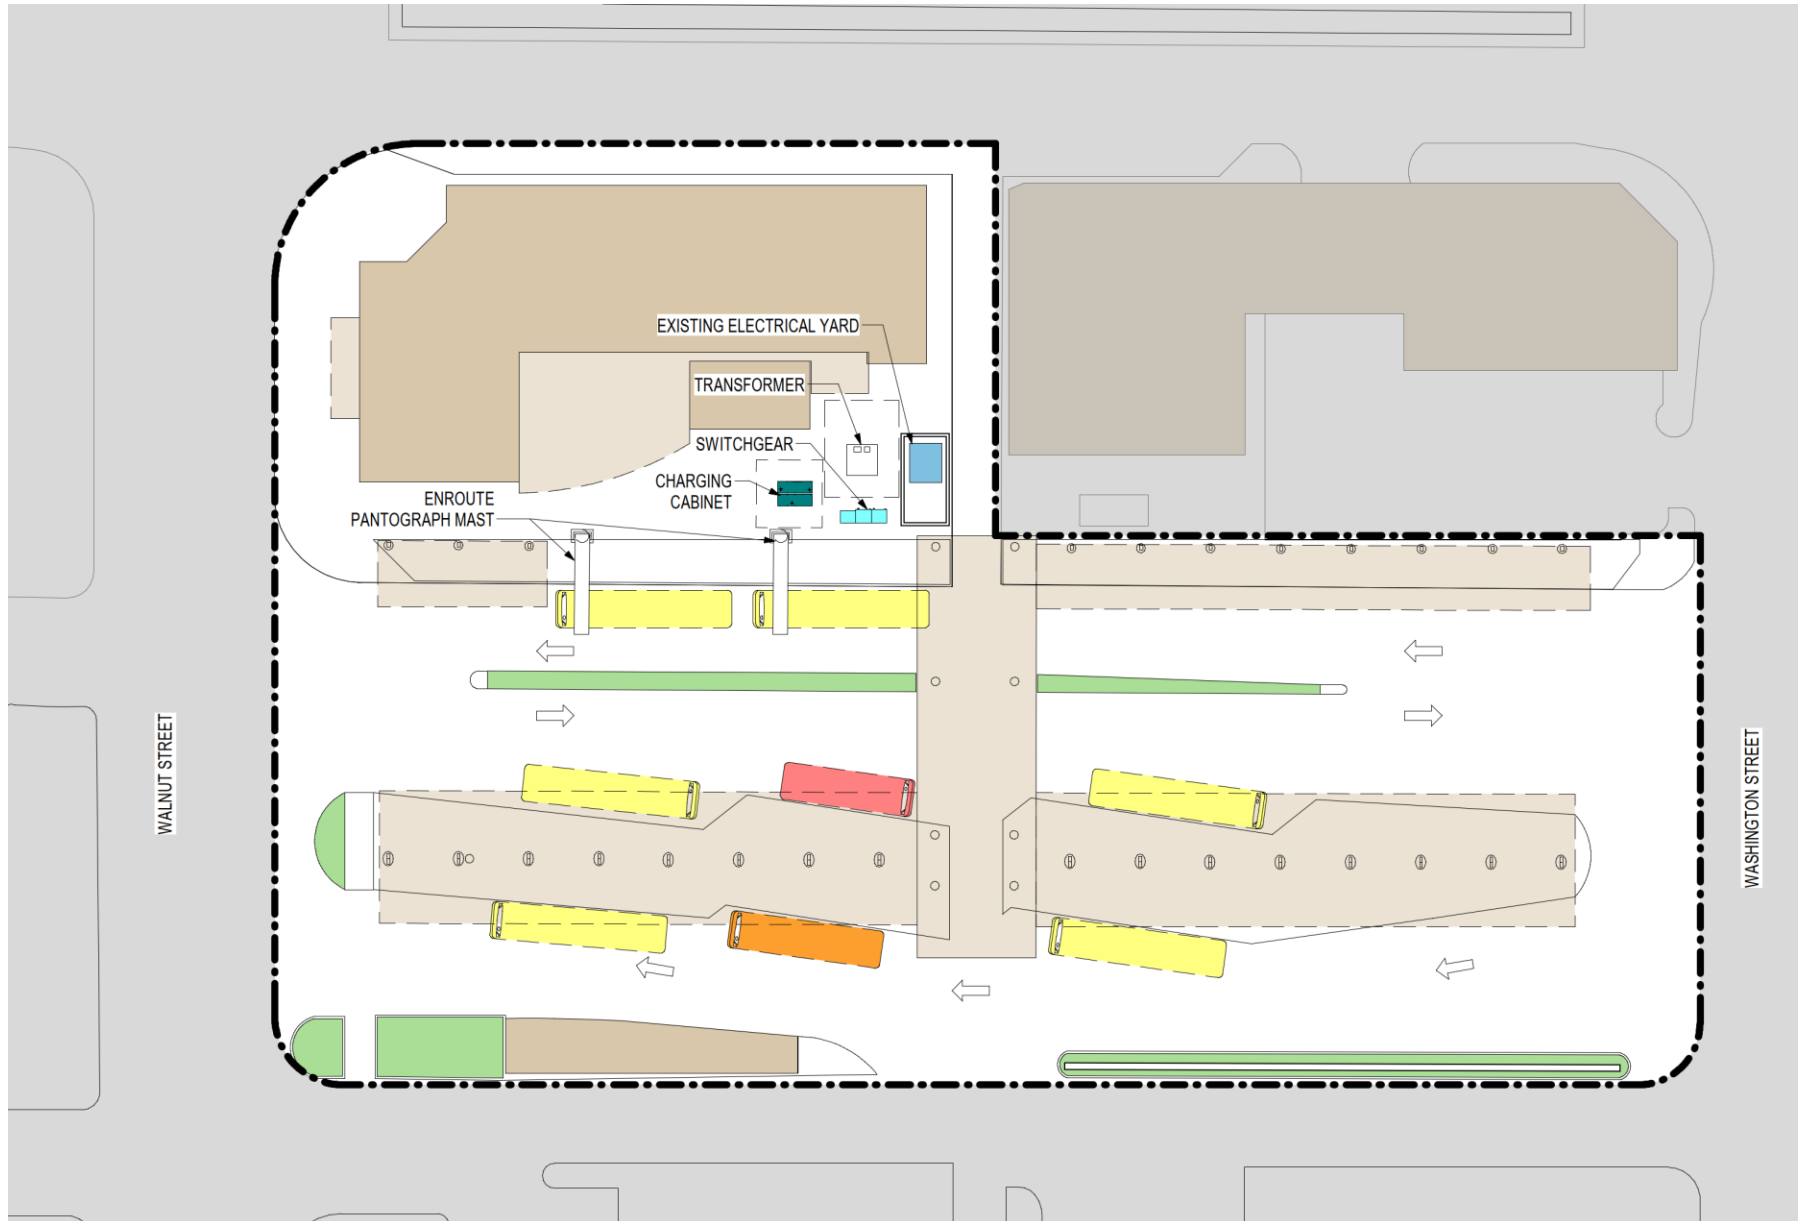 EXISTING ELECTRICAL YARD
TRANSFORMER
SWITCHGEAR
CHARGING
CABINET
ENROUTE
PANTOGRAPH MAST
WALNUT STREET
WASHINGTON STREET